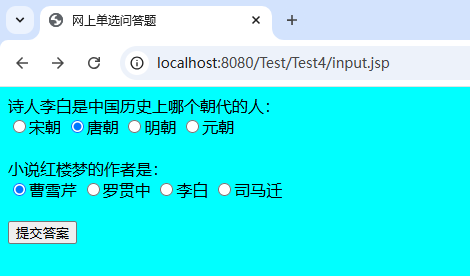 网上单选问答题
localhost:8080/Test/Test4/input.jsp
诗人李白是中国历史上哪个朝代的人：
宋朝 唐朝 明朝 元朝
小说红楼梦的作者是：
曹雪芹 罗贯中 李白 司马迁
提交答案